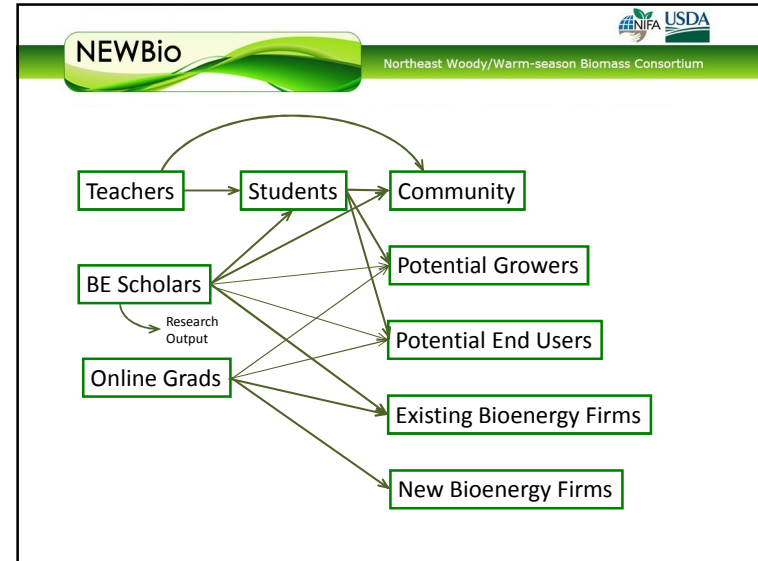 NIFA USDA
NEWBio
Northeast Woody/Warm-season Biomass Consortium
Teachers
Students
Community
BE Scholars
Potential Growers
Research
Output
Potential End Users
Online Grads
Existing Bioenergy Firms
New Bioenergy Firms